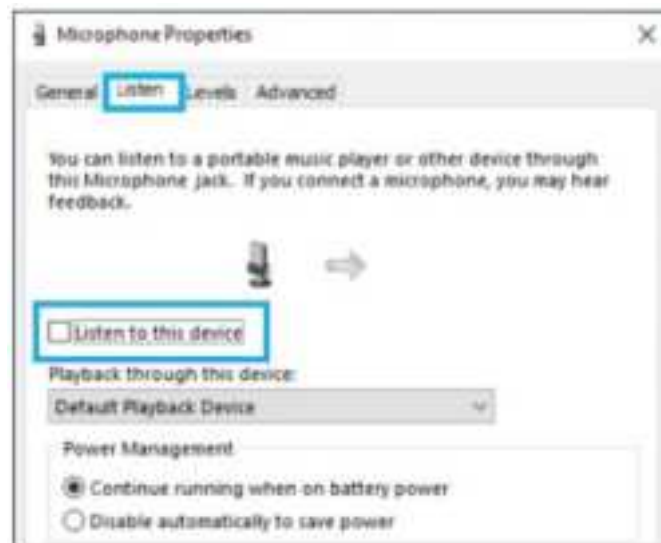 Microphone Properties
General Listen Levels Advanced
You can listen to a portable music player or other device through
this Microphone jack. If you connect a microphone, you may hear
feedback.
Listen to this device
Playback through this device:
Default Playback Device
Power Management
Continue running when on battery power
Disable automatically to save power